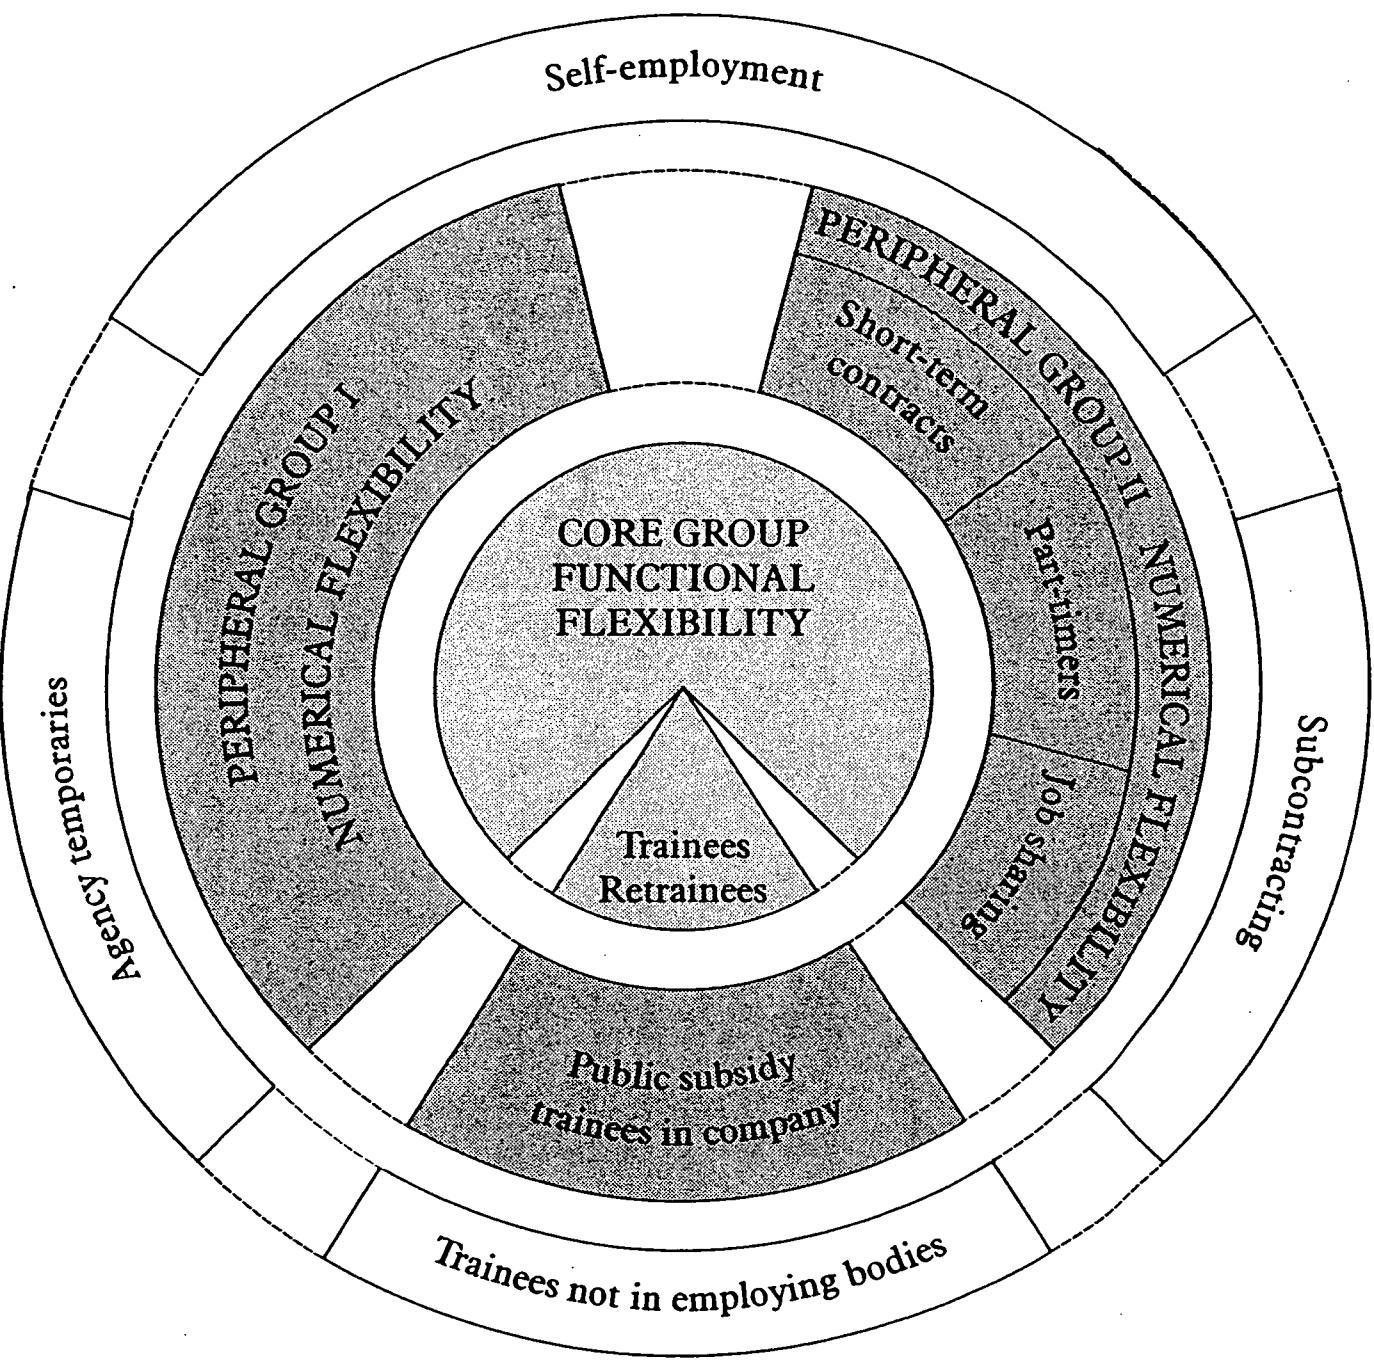 Self-employment
PERIPHERAL GROUP II NUMERICAL FLEXIBILITY
Short-term
contracts
Part-timers
Job sharing
PERIPHERAL GROUP I
NUMERICAL FLEXIBILITY
CORE GROUP
FUNCTIONAL
FLEXIBILITY
Trainees
Retrainees
Agency temporaries
Subcontracting
Public subsidy
trainees in company
Trainees not in employing bodies